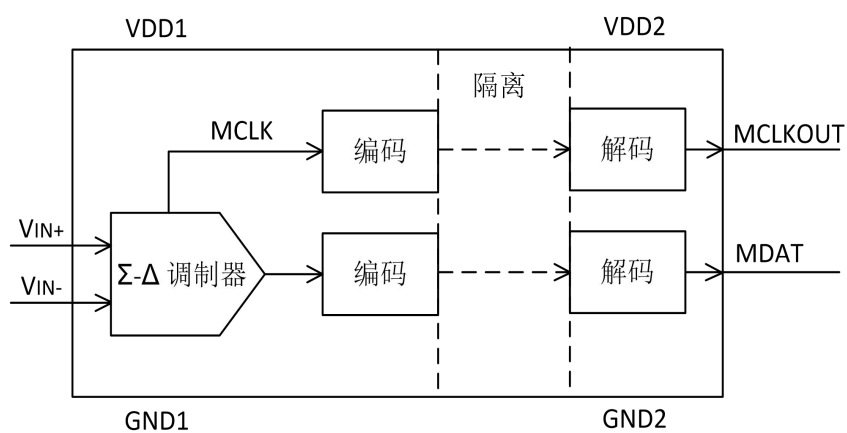 VDD1
VDD2
隔离
MCLK
编码
解码
MCLKOUT
VIN+
Σ-Δ 调制器
VIN-
编码
解码
MDAT
GND1
GND2